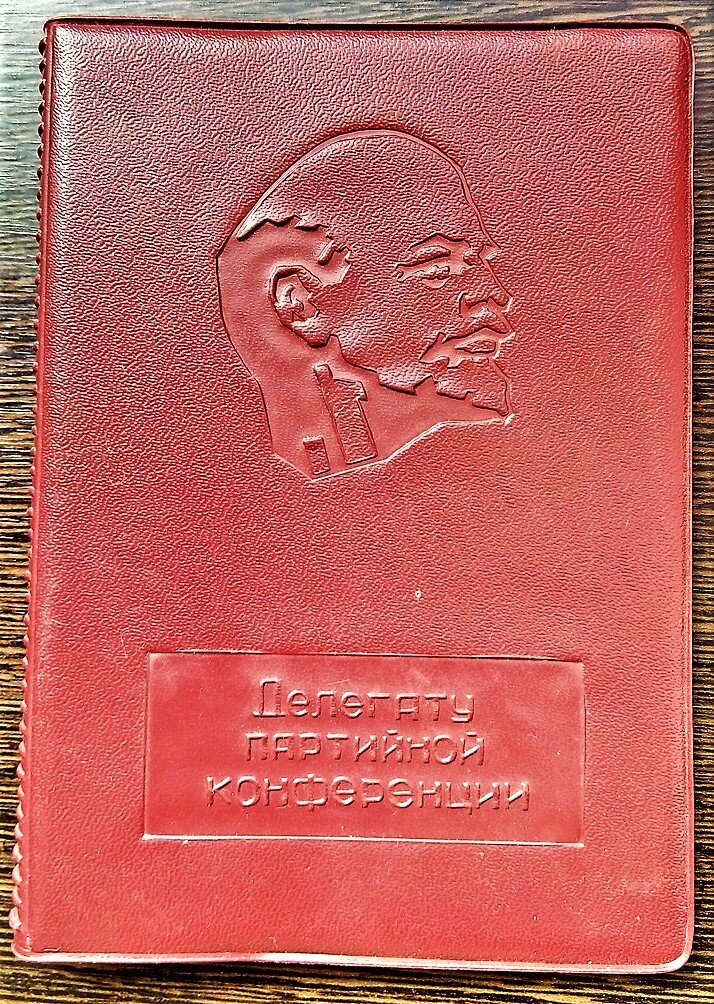 Делегату
партийной
конференции